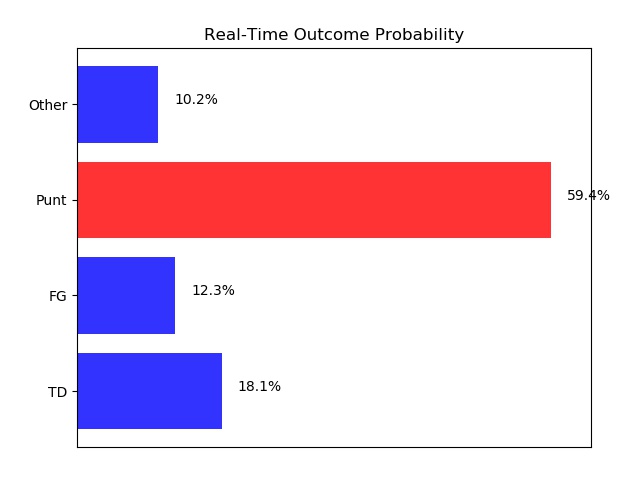 Real-Time Outcome Probability
Other 10.2%
Punt 59.4%
FG 12.3%
TD 18.1%